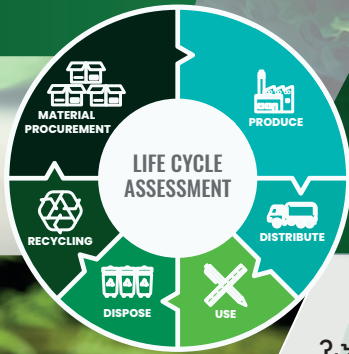 MATERIAL
PROCUREMENT
PRODUCE
LIFE CYCLE
ASSESSMENT
RECYCLING
DISTRIBUTE
DISPOSE
USE